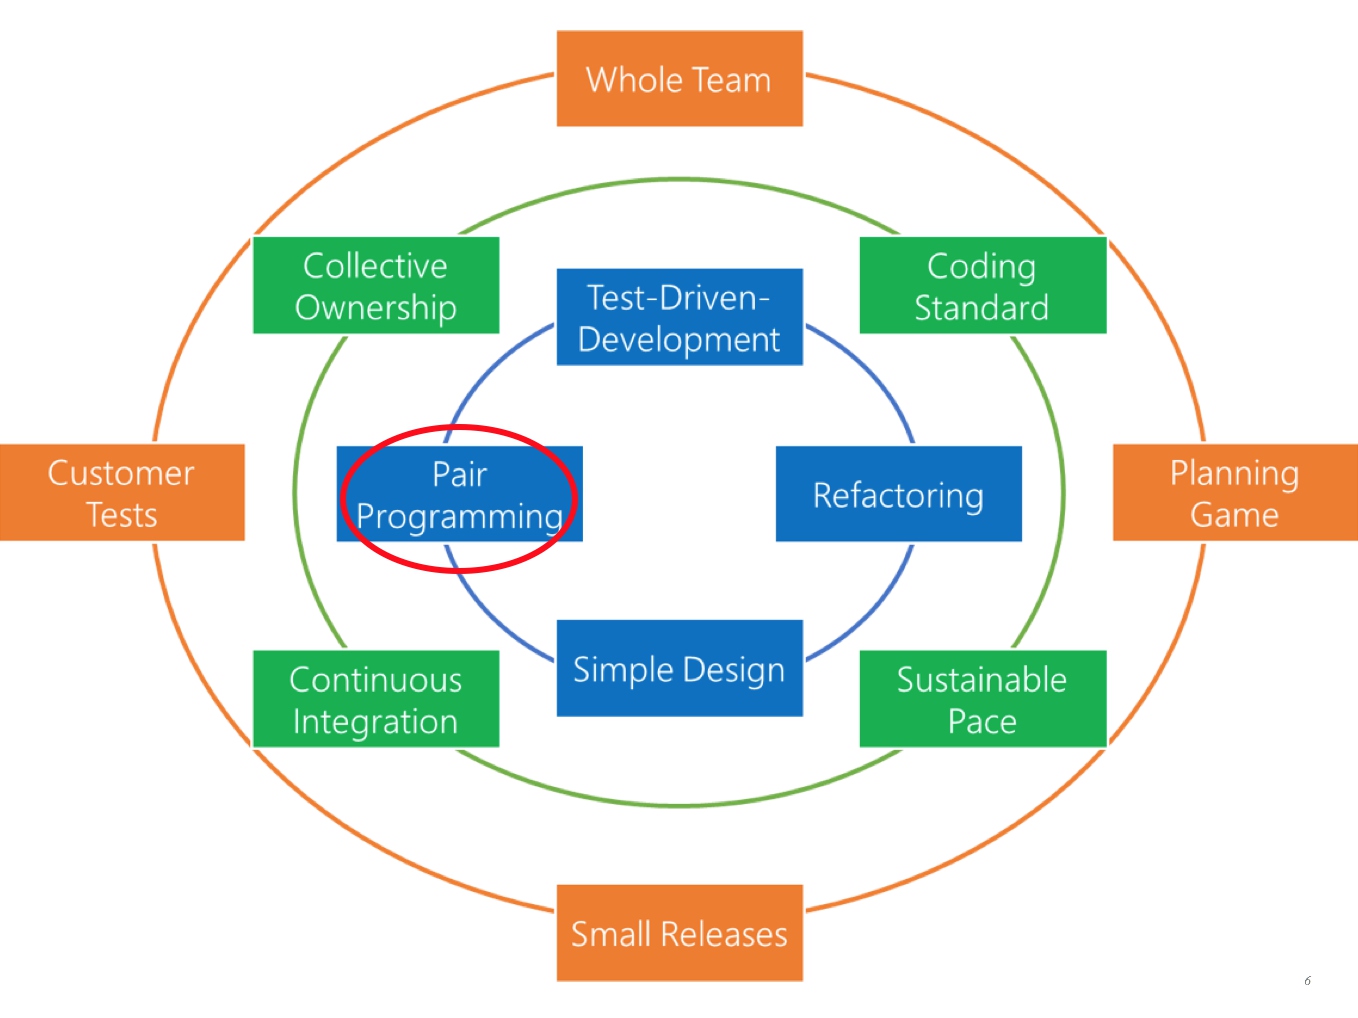 Whole Team
Collective
Ownership
Coding
Standard
Test-Driven-
Development
Customer
Tests
Pair
Programming
Refactoring
Planning
Game
Continuous
Integration
Simple Design
Sustainable
Pace
Small Releases
6